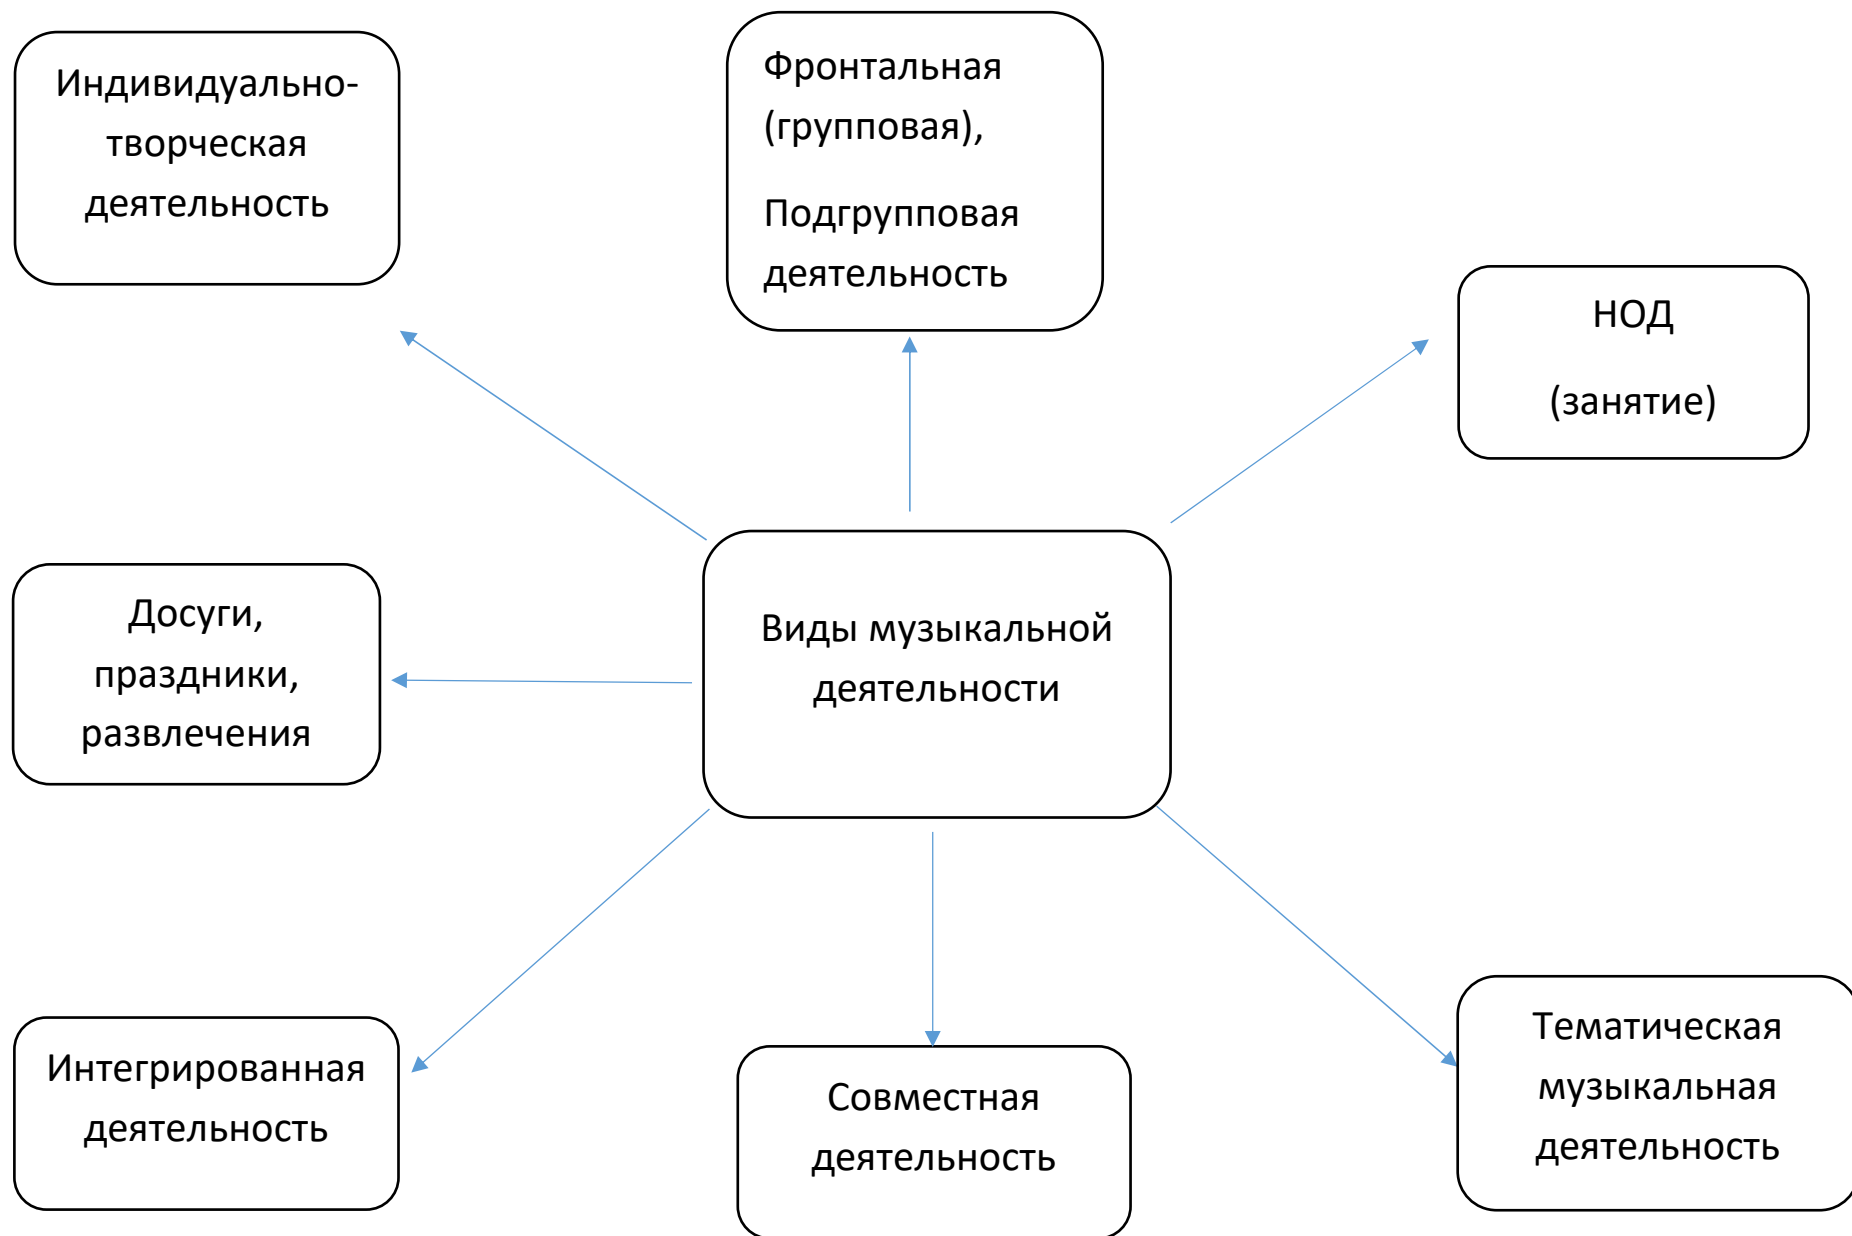 Индивидуально-
творческая
деятельность
Фронтальная
(групповая),
Подгрупповая
деятельность
НОД
(занятие)
Досуги,
праздники,
развлечения
Виды музыкальной
деятельности
Интегрированная
деятельность
Совместная
деятельность
Тематическая
музыкальная
деятельность